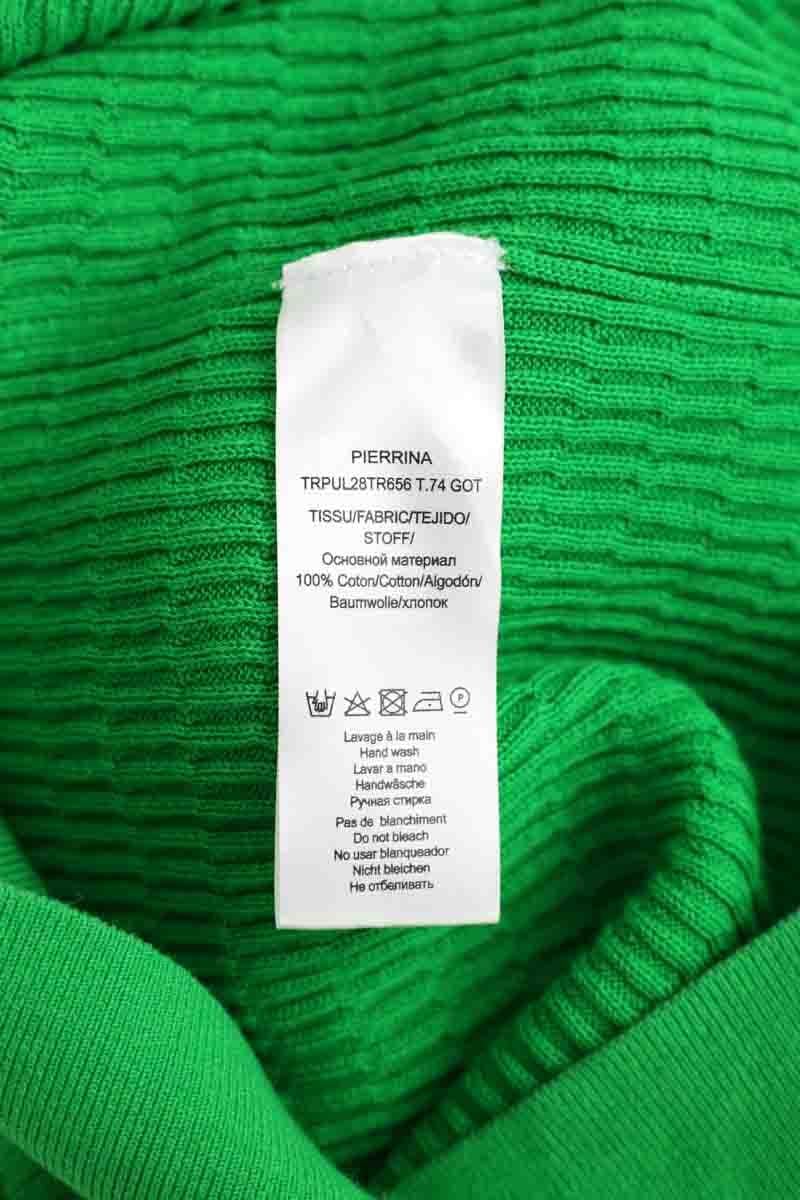 PIERRINA
TRPUL28TR656 T.74 GOT
TISSU/FABRIC/TEJIDO/
STOFF/
Основной материал
100% Coton/Cotton/Algodón/
Baumwolle/хлопок
P
Lavage à la main
Hand wash
Lavar a mano
Handwäsche
Ручная стирка
Pas de blanchiment
Do not bleach
No usar blanqueador
Nicht bleichen
Не отбеливать